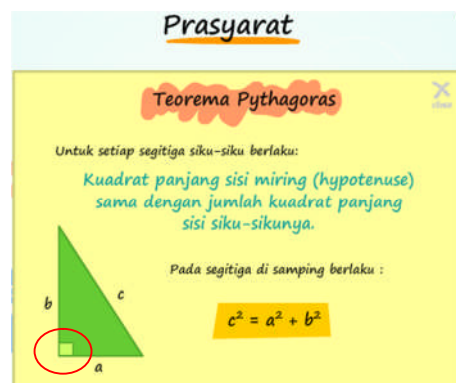 Prasyarat
Teorema Pythagoras
close
Untuk setiap segitiga siku-siku berlaku:
Kuadrat panjang sisi miring (hypotenuse)
sama dengan jumlah kuadrat panjang
sisi siku-sikunya.
Pada segitiga di samping berlaku :
b
c
c² = a² + b²
a